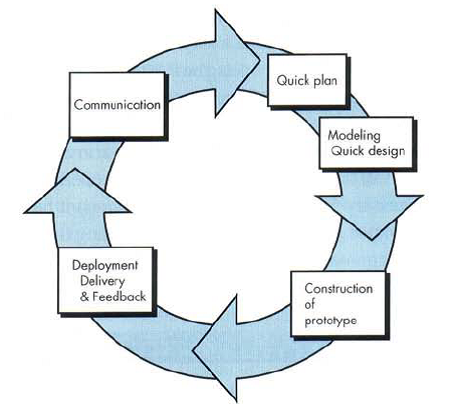 Communication
Quick plan
Modeling
Quick design
Construction
of
prototype
Deployment
Delivery
& Feedback